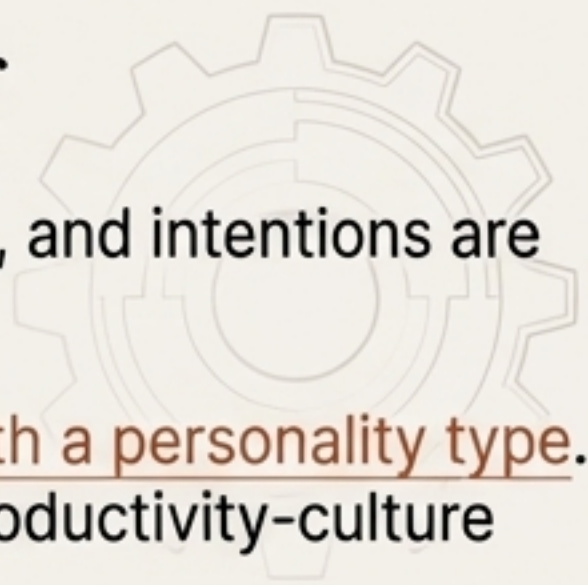 , and intentions are
th a personality type.
oductivity-culture